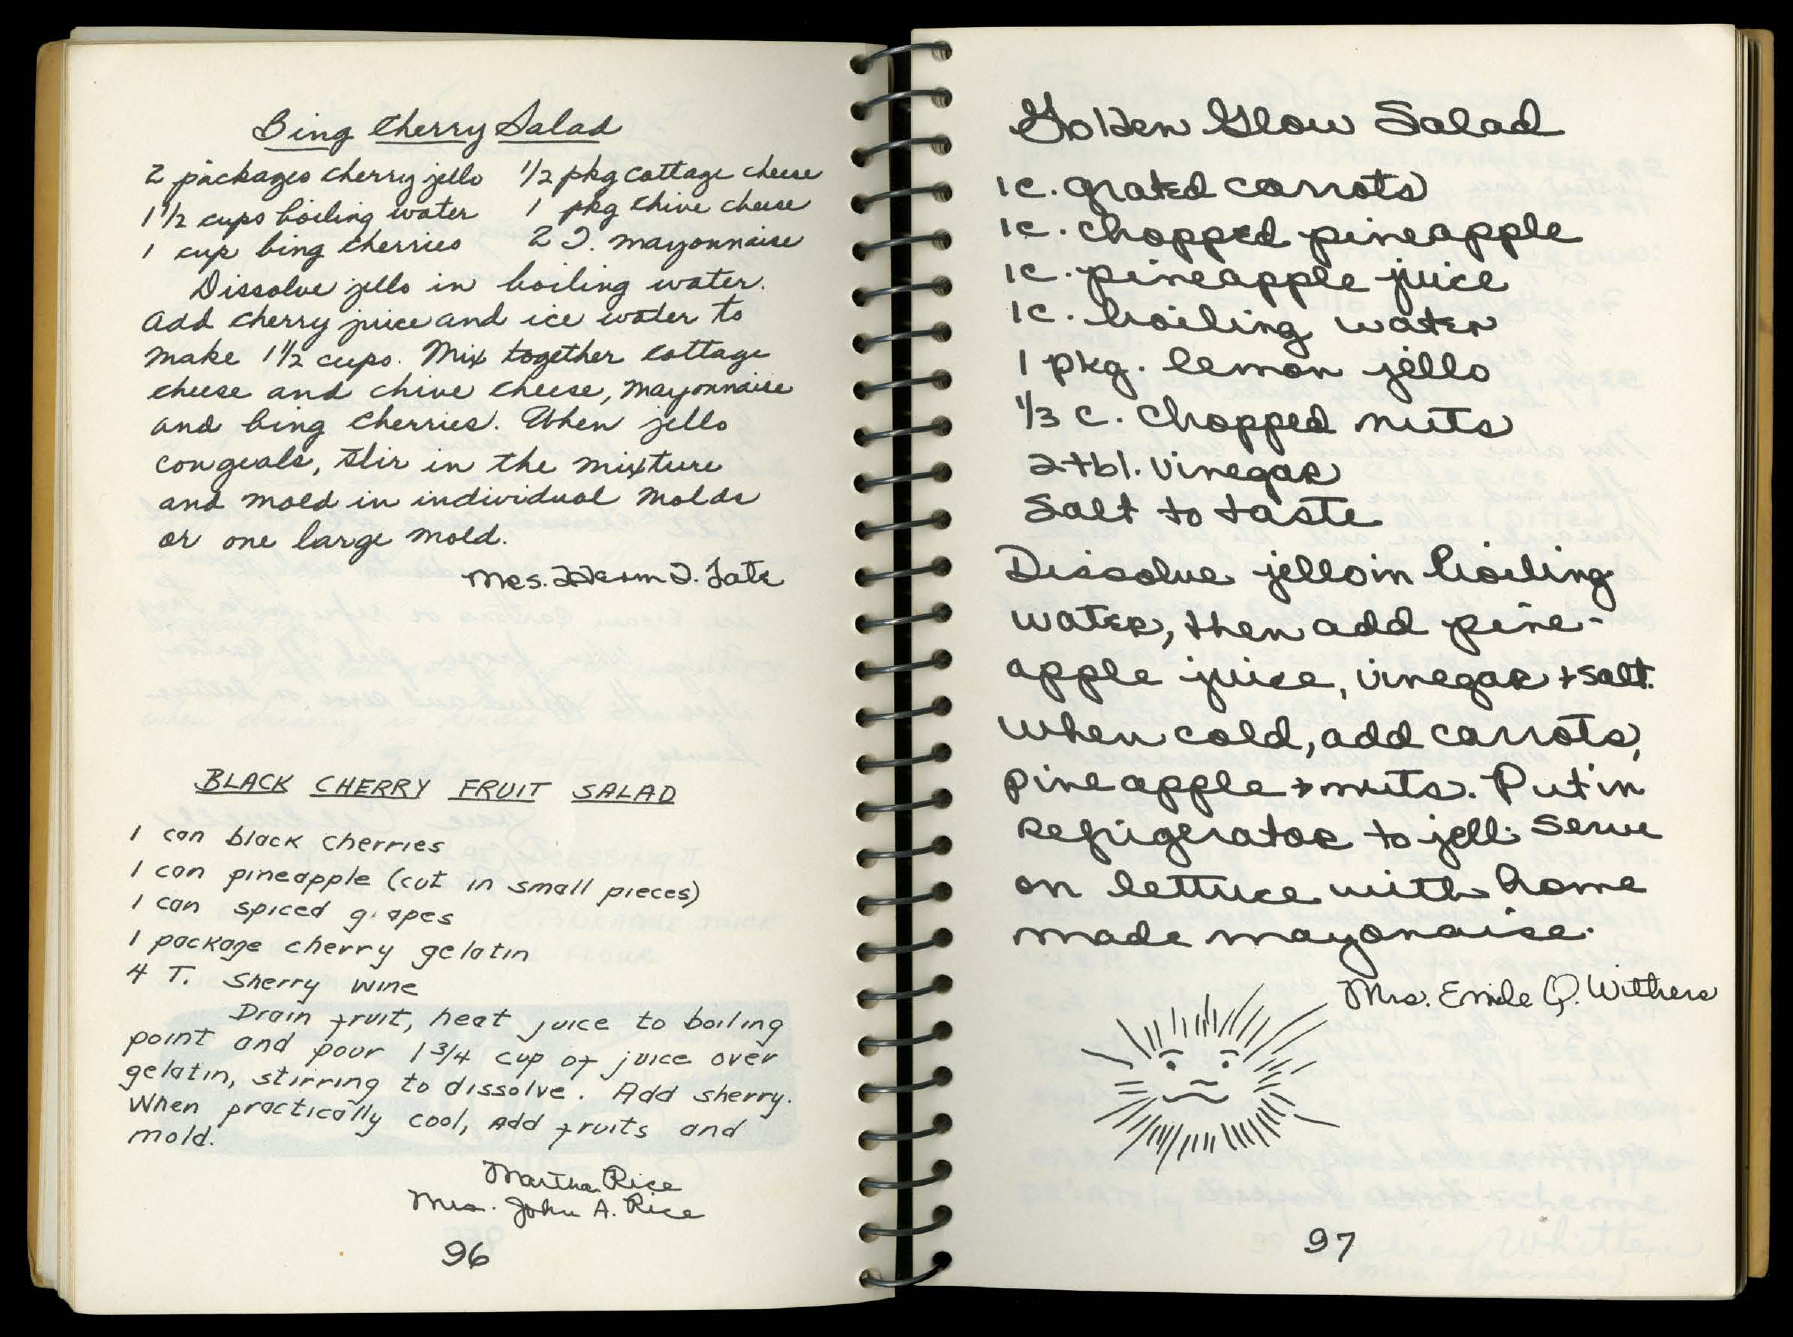 Bing Cherry Salad
2 packages cherry jello 1/2 pkg cottage cheese
1 1/2 cups boiling water 1 pkg chive cheese
1 cup bing cherries 2 T. mayonnaise
Dissolve jello in boiling water.
Add cherry juice and ice water to
make 1 1/2 cups. Mix together cottage
cheese and chive cheese, mayonnaise
and bing cherries. When jello
congeals, stir in the mixture
and mold in individual molds
or one large mold.
Mrs. T. Tate
BLACK CHERRY FRUIT SALAD
1 can black cherries
1 can pineapple (cut in small pieces)
1 can spiced grapes
1 package cherry gelatin
4 T. Sherry wine
Drain fruit, heat juice to boiling
point and pour 1 3/4 cup of juice over
gelatin, stirring to dissolve. Add sherry.
When practically cool, add fruits and
mold.
Martha Rice
Mrs. John A. Rice
96
Golden Glow Salad
1c. grated carrots
1c. chopped pineapple
1c. pineapple juice
1c. boiling water
1 pkg. lemon jello
1/3 c. chopped nuts
2 tbl. vinegar
Salt to taste
Dissolve jello in boiling
water, then add pine-
apple juice, vinegar + salt.
When cold, add carrots,
pineapple + nuts. Put in
refrigerator to jell. Serve
on lettuce with home
made mayonaise.
Mrs. Emile Q. Withers
97